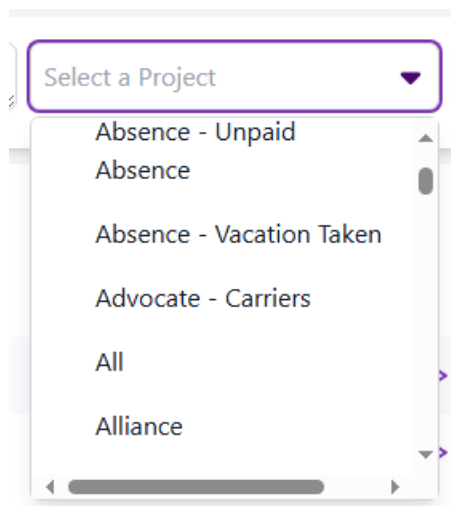 Select a Project
Absence - Unpaid
Absence
Absence - Vacation Taken
Advocate - Carriers
All
Alliance